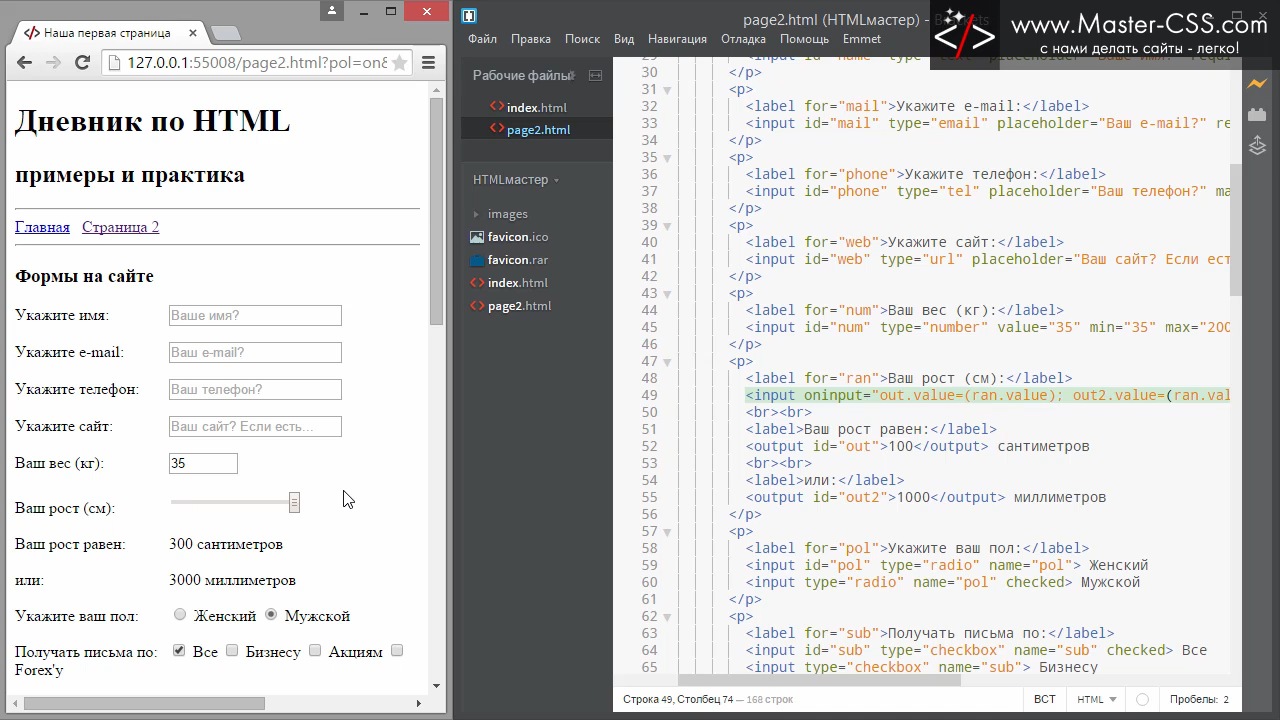 Наша первая страница
127.0.0.1:55008/page2.html?pol=on&
Дневник по HTML
примеры и практика
Главная Страница 2
Формы на сайте
Укажите имя: Ваше имя?
Укажите e-mail: Ваш e-mail?
Укажите телефон: Ваш телефон?
Укажите сайт: Ваш сайт? Если есть...
Ваш вес (кг): 35
Ваш рост (см):
Ваш рост равен: 300 сантиметров
или: 3000 миллиметров
Укажите ваш пол: Женский Мужской
Получать письма по: Все Бизнесу Акциям
Forex'у
page2.html (HTMLмастер) -
www.Master-CSS.com
с нами делать сайты - легко!
Файл Правка Поиск Вид Навигация Отладка Помощь Emmet
Рабочие файлы
index.html
page2.html
HTMLмастер
images
favicon.ico
favicon.rar
index.html
page2.html
30 </p>
31 <p>
32 <label for="mail">Укажите e-mail:</label>
33 <input id="mail" type="email" placeholder="Ваш e-mail?" re
34 </p>
35 <p>
36 <label for="phone">Укажите телефон:</label>
37 <input id="phone" type="tel" placeholder="Ваш телефон?" ma
38 </p>
39 <p>
40 <label for="web">Укажите сайт:</label>
41 <input id="web" type="url" placeholder="Ваш сайт? Если ест
42 </p>
43 <p>
44 <label for="num">Ваш вес (кг):</label>
45 <input id="num" type="number" value="35" min="35" max="200
46 </p>
47 <p>
48 <label for="ran">Ваш рост (см):</label>
49 <input oninput="out.value=(ran.value); out2.value=(ran.val
50 <br><br>
51 <label>Ваш рост равен:</label>
52 <output id="out">100</output> сантиметров
53 <br><br>
54 <label>или:</label>
55 <output id="out2">1000</output> миллиметров
56 </p>
57 <p>
58 <label for="pol">Укажите ваш пол:</label>
59 <input id="pol" type="radio" name="pol"> Женский
60 <input type="radio" name="pol" checked> Мужской
61 </p>
62 <p>
63 <label for="sub">Получать письма по:</label>
64 <input id="sub" type="checkbox" name="sub" checked> Все
65 <input type="checkbox" name="sub"> Бизнесу
Строка 49, Столбец 74 — 168 строк
ВСТ HTML Пробелы: 2